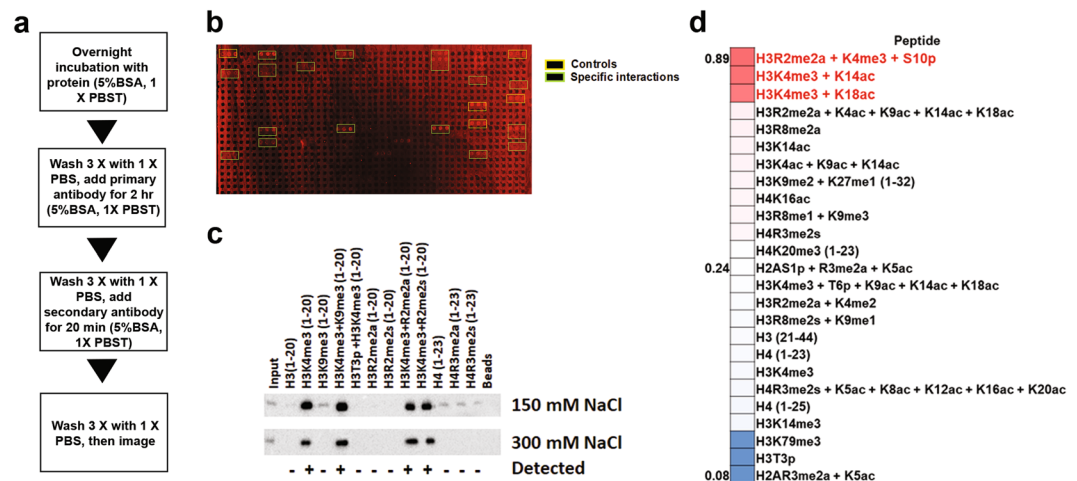 a
Overnight
incubation with
protein (5%BSA, 1
X PBST)
Wash 3 X with 1 X
PBS, add primary
antibody for 2 hr
(5%BSA, 1X PBST)
Wash 3 X with 1 X
PBS, add
secondary antibody
for 20 min (5%BSA,
1X PBST)
Wash 3 X with 1 X
PBS, then image
b
Controls
Specific interactions
c
Input
H3(1-20)
H3K4me3 (1-20)
H3K9me3 (1-20)
H3K4me3+K9me3 (1-20)
H3T3p +H3K4me3 (1-20)
H3R2me2a (1-20)
H3R2me2s (1-20)
H3K4me3+R2me2a (1-20)
H3K4me3+R2me2s (1-20)
H4 (1-23)
H4R3me2a (1-23)
H4R3me2s (1-23)
Beads
150 mM NaCl
300 mM NaCl
- + - + - - - + + - - - Detected
d
Peptide
0.89 H3R2me2a + K4me3 + S10p
H3K4me3 + K14ac
H3K4me3 + K18ac
H3R2me2a + K4ac + K9ac + K14ac + K18ac
H3R8me2a
H3K14ac
H3K4ac + K9ac + K14ac
H3K9me2 + K27me1 (1-32)
H4K16ac
H3R8me1 + K9me3
H4R3me2s
H4K20me3 (1-23)
0.24 H2AS1p + R3me2a + K5ac
H3K4me3 + T6p + K9ac + K14ac + K18ac
H3R2me2a + K4me2
H3R8me2s + K9me1
H3 (21-44)
H4 (1-23)
H3K4me3
H4R3me2s + K5ac + K8ac + K12ac + K16ac + K20ac
H4 (1-25)
H3K14me3
H3K79me3
H3T3p
0.08 H2AR3me2a + K5ac